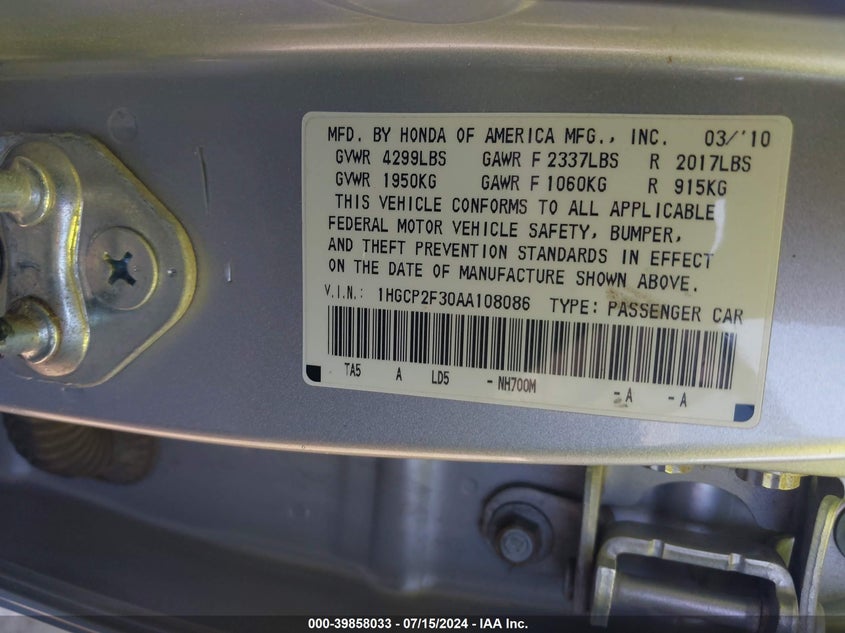 MFD. BY HONDA OF AMERICA MFG., INC. 03/'10
GVWR 4299LBS GAWR F 2337LBS R 2017LBS
GVWR 1950KG GAWR F 1060KG R 915KG
THIS VEHICLE CONFORMS TO ALL APPLICABLE
FEDERAL MOTOR VEHICLE SAFETY, BUMPER,
AND THEFT PREVENTION STANDARDS IN EFFECT
ON THE DATE OF MANUFACTURE SHOWN ABOVE.
V.I.N.: 1HGCP2F30AA108086 TYPE: PASSENGER CAR
TA5 A LD5 -NH700M -A -A
000-39858033 - 07/15/2024 - IAA Inc.